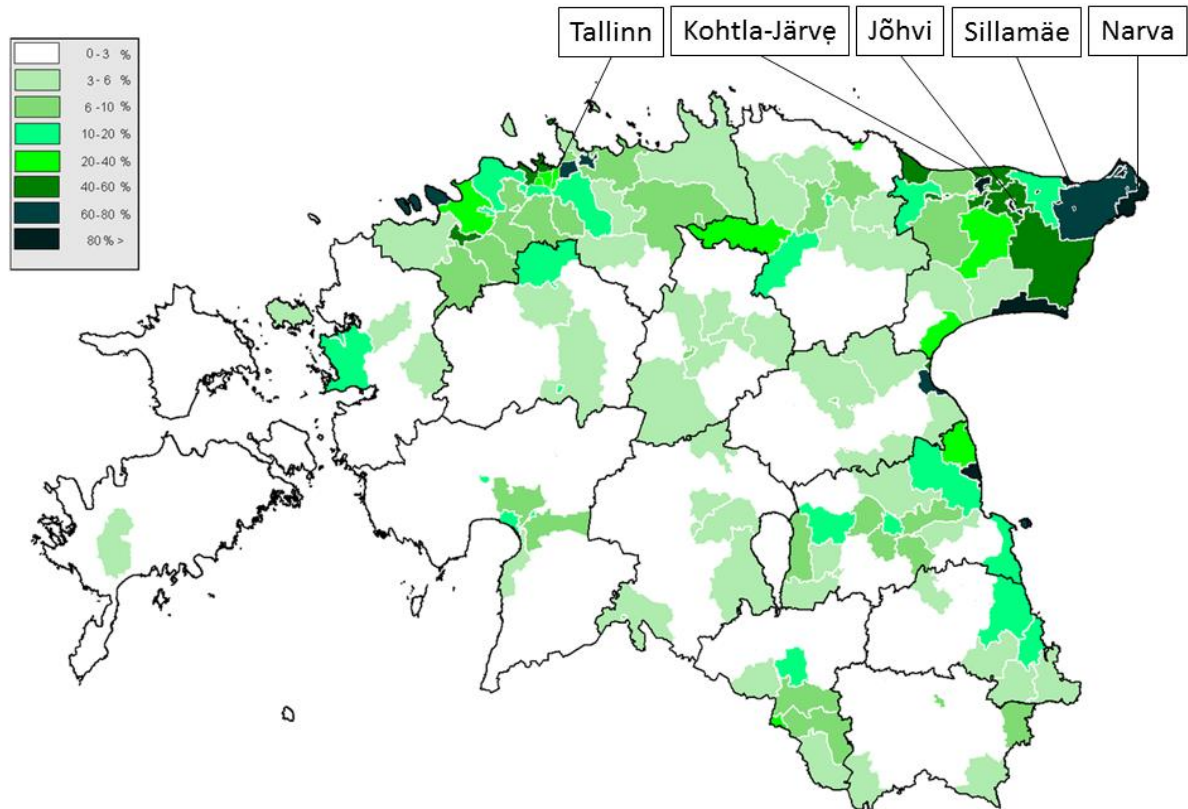 Tallinn
Kohtla-Järvẹ
Jõhvi
Sillamäe
Narva
0 - 3 %
3 - 6 %
6 - 10 %
10 - 20 %
20 - 40 %
40 - 60 %
60 - 80 %
80 % >